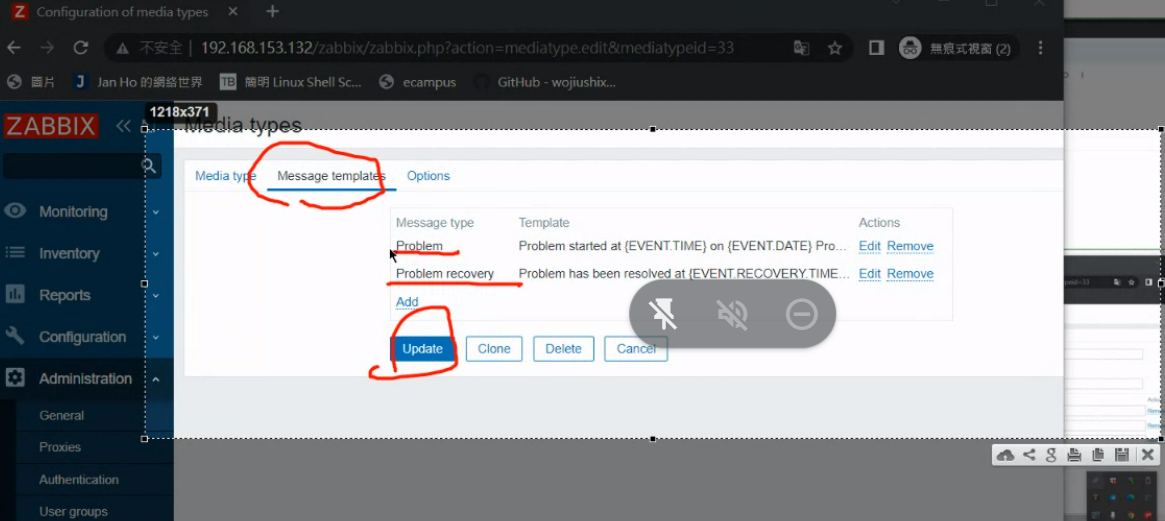 Z Configuration of media types × +
不安全 | 192.168.153.132/zabbix/zabbix.php?action=mediatype.edit&mediatypeid=33 無痕式視窗 (2)
圖片 J Jan Ho 的網絡世界 TB 簡明 Linux Shell Sc... ecampus GitHub - wojiushix...
1218x371
ZABBIX
Media types
Media type Message templates Options
Monitoring
Inventory
Reports
Configuration
Administration
General
Proxies
Authentication
User groups
Message type Template Actions
Problem Problem started at {EVENT.TIME} on {EVENT.DATE} Pro... Edit Remove
Problem recovery Problem has been resolved at {EVENT.RECOVERY.TIME... Edit Remove
Add
Update Clone Delete Cancel